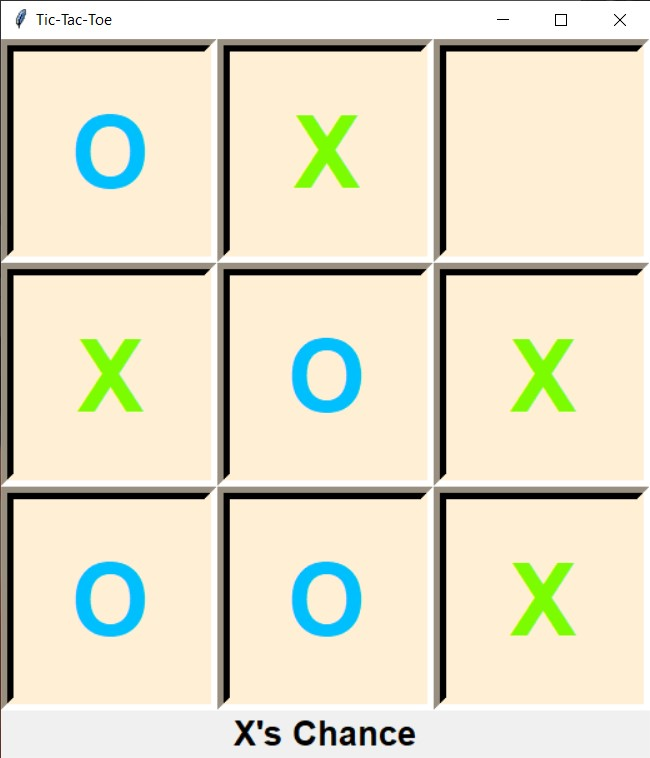 Tic-Tac-Toe
O X
X O X
O O X
X's Chance